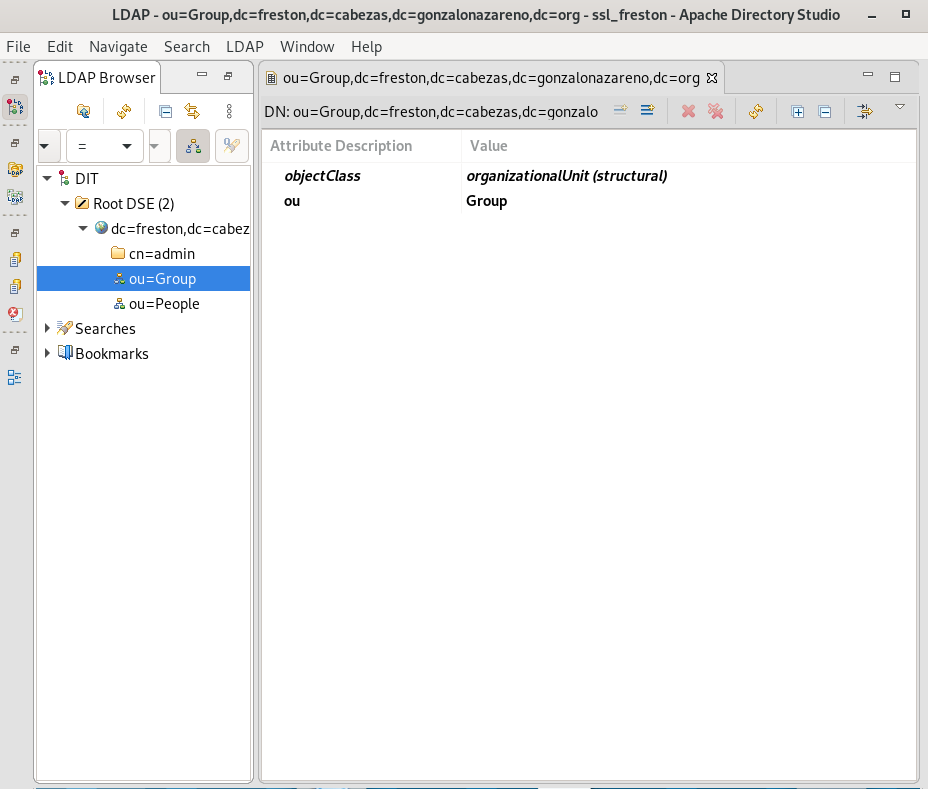 LDAP - ou=Group,dc=freston,dc=cabezas,dc=gonzalonazareno,dc=org - ssl_freston - Apache Directory Studio
File Edit Navigate Search LDAP Window Help
LDAP Browser
ou=Group,dc=freston,dc=cabezas,dc=gonzalonazareno,dc=org
DN: ou=Group,dc=freston,dc=cabezas,dc=gonzalo
=
Attribute Description Value
objectClass organizationalUnit (structural)
ou Group
DIT
Root DSE (2)
dc=freston,dc=cabez
cn=admin
ou=Group
ou=People
Searches
Bookmarks